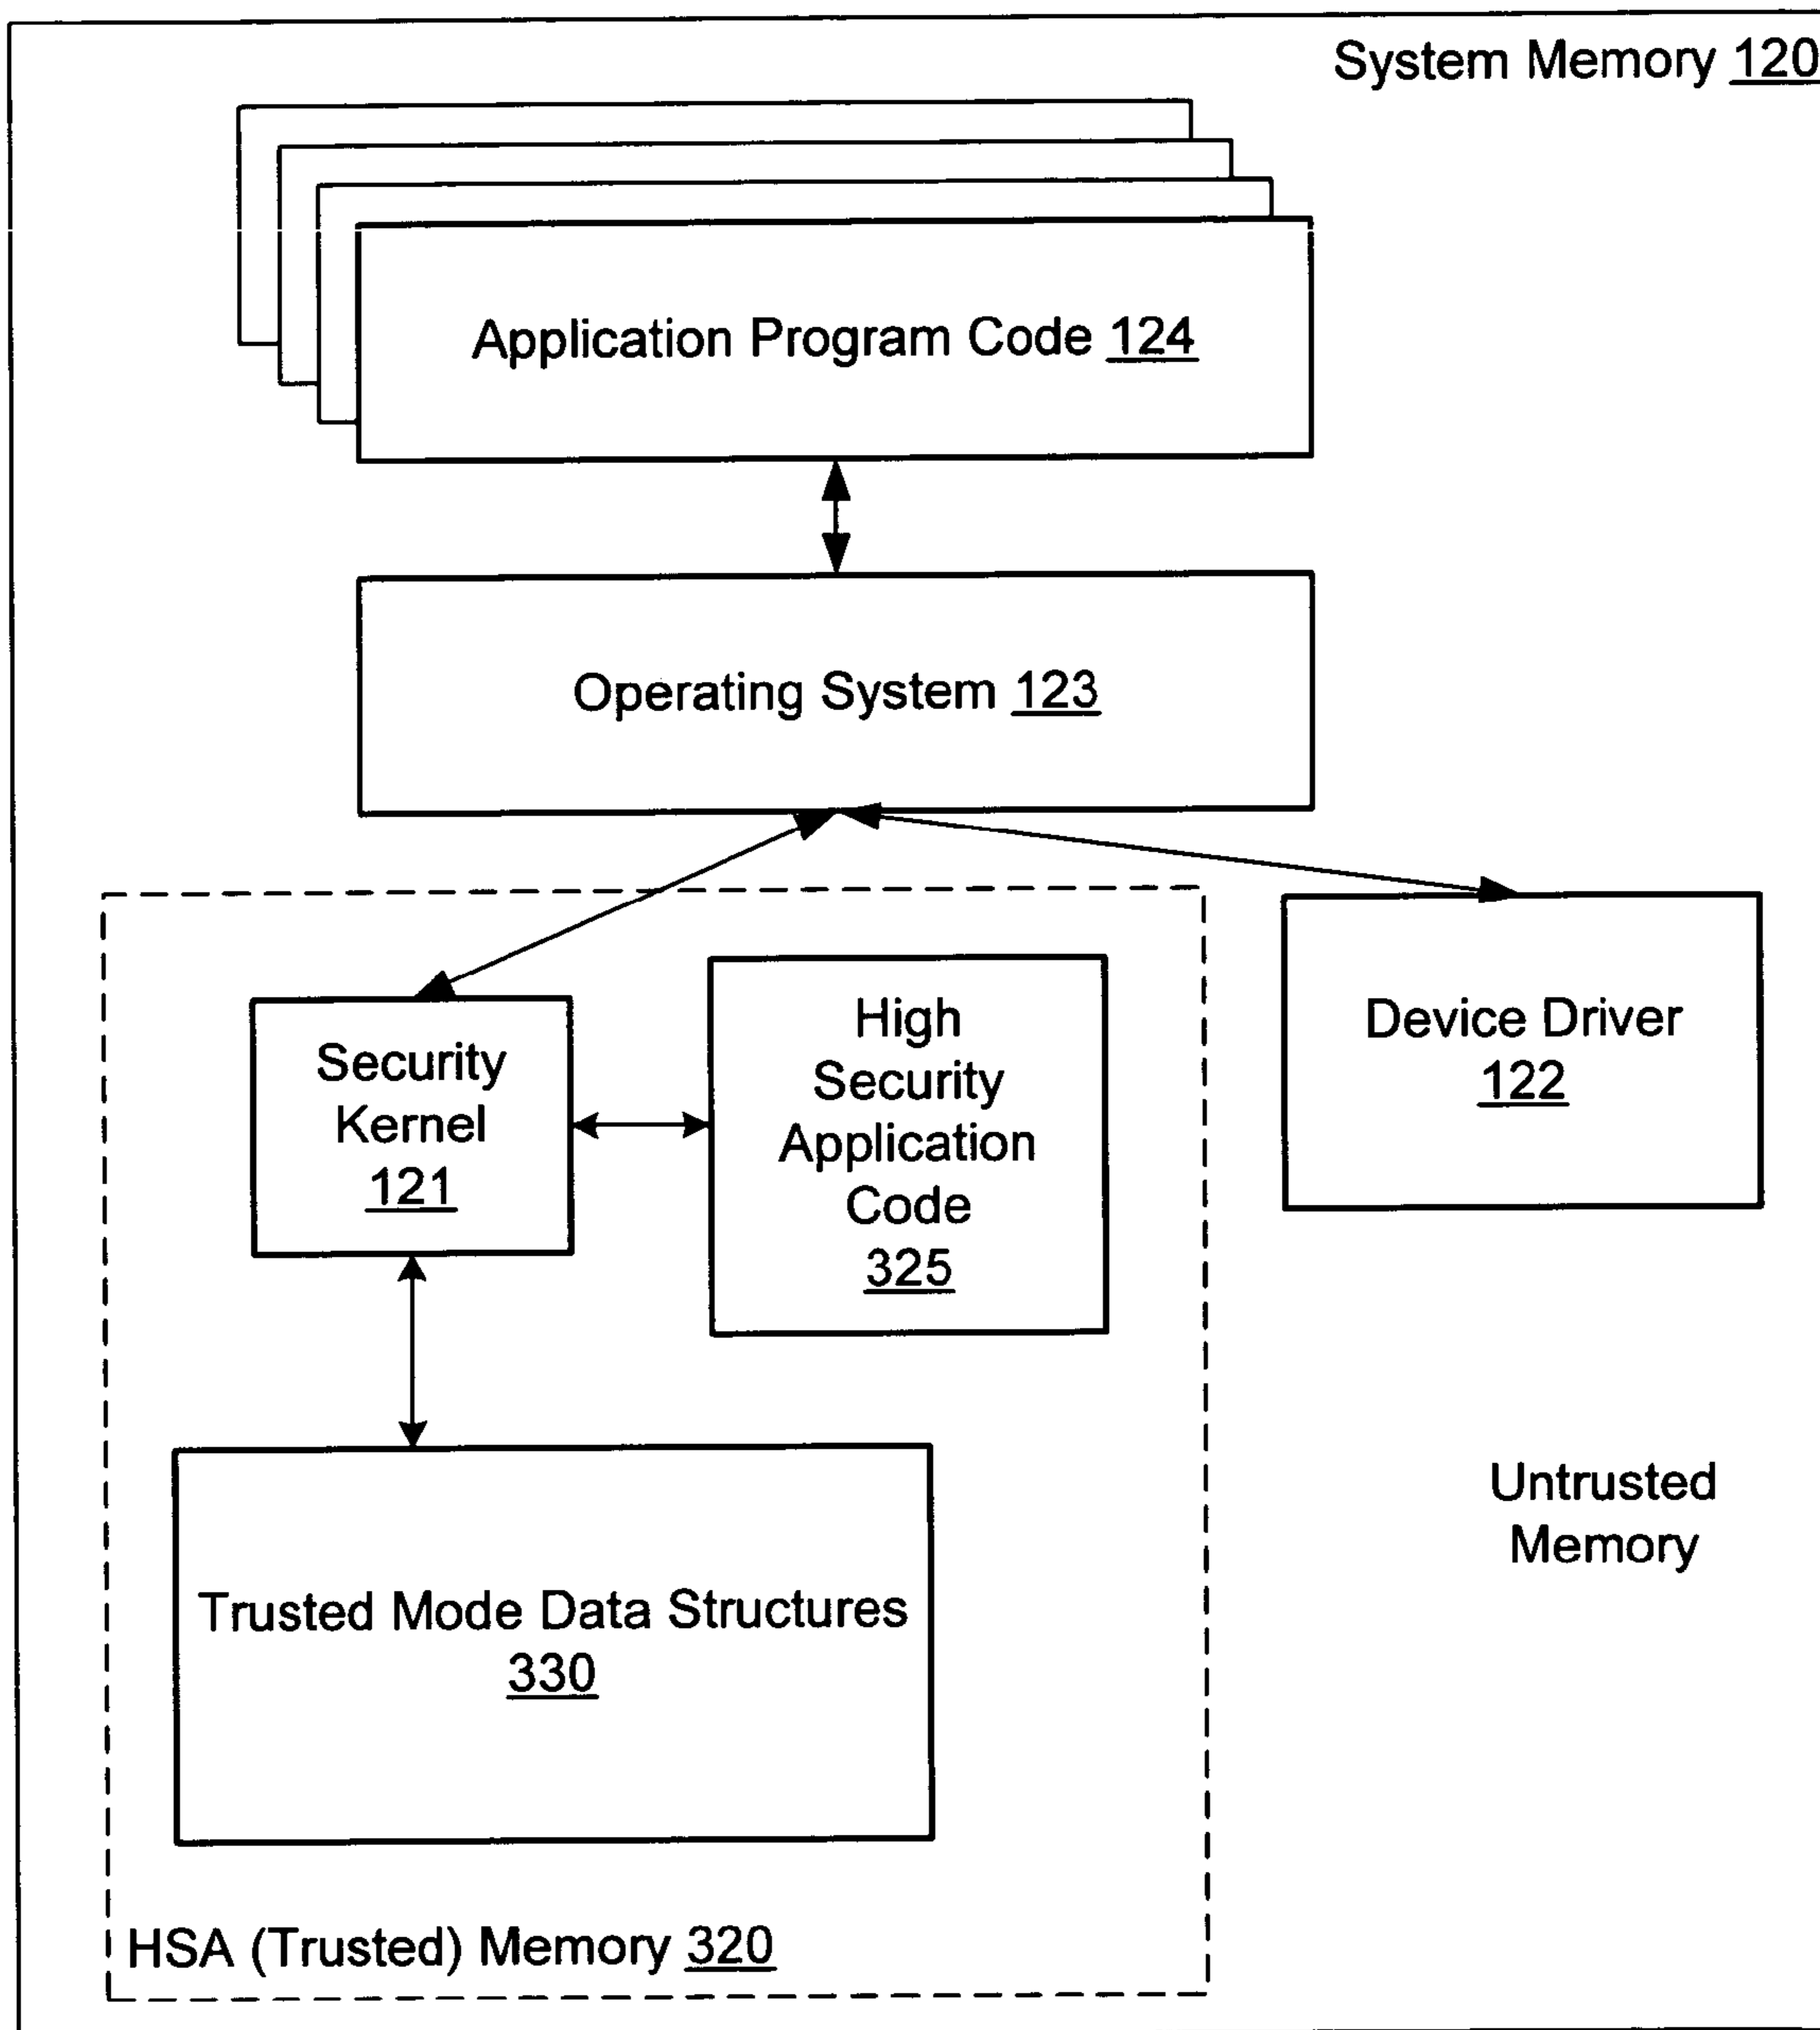 System Memory 120
Application Program Code 124
Operating System 123
Security
Kernel
121
High
Security
Application
Code
325
Device Driver
122
Trusted Mode Data Structures
330
Untrusted
Memory
HSA (Trusted) Memory 320